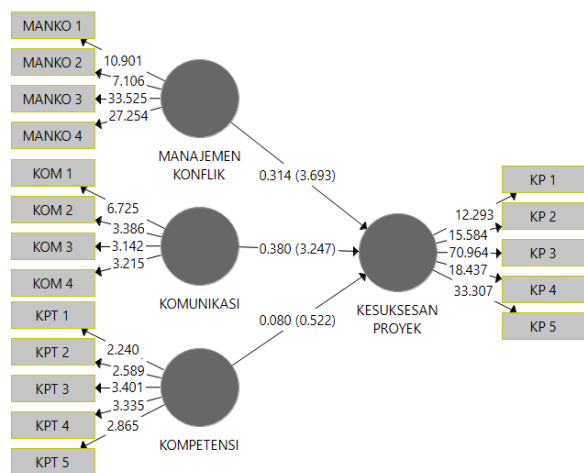 MANKO 1
MANKO 2
MANKO 3
MANKO 4
10.901
7.106
33.525
27.254
MANAJEMEN
KONFLIK
0.314 (3.693)
KOM 1
KOM 2
KOM 3
KOM 4
6.725
3.386
3.142
3.215
KOMUNIKASI
0.380 (3.247)
KPT 1
KPT 2
KPT 3
KPT 4
KPT 5
2.240
2.589
3.401
3.335
2.865
KOMPETENSI
0.080 (0.522)
KESUKSESAN
PROYEK
12.293
15.584
70.964
18.437
33.307
KP 1
KP 2
KP 3
KP 4
KP 5